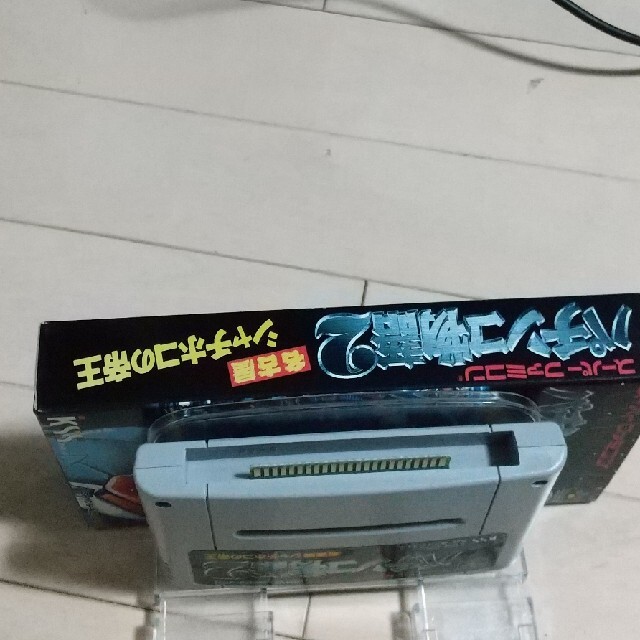 スーパーファミコン
パチンコ物語2
名古屋
シャチホコの帝王
KSS